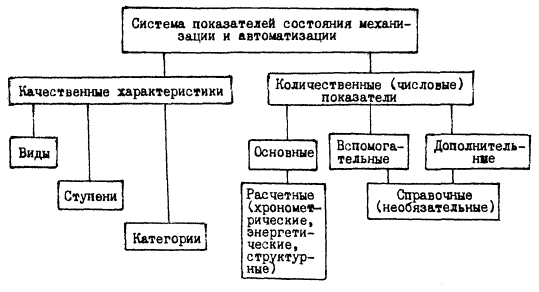 Система показателей состояния механи-
зации и автоматизации
Качественные характеристики
Количественные (числовые)
показатели
Виды
Ступени
Категории
Основные
Вспомога-
тельные
Дополнитель-
ные
Расчетные
(хрономет-
рические,
энергети-
ческие,
структур-
ные)
Справочные
(необязательные)